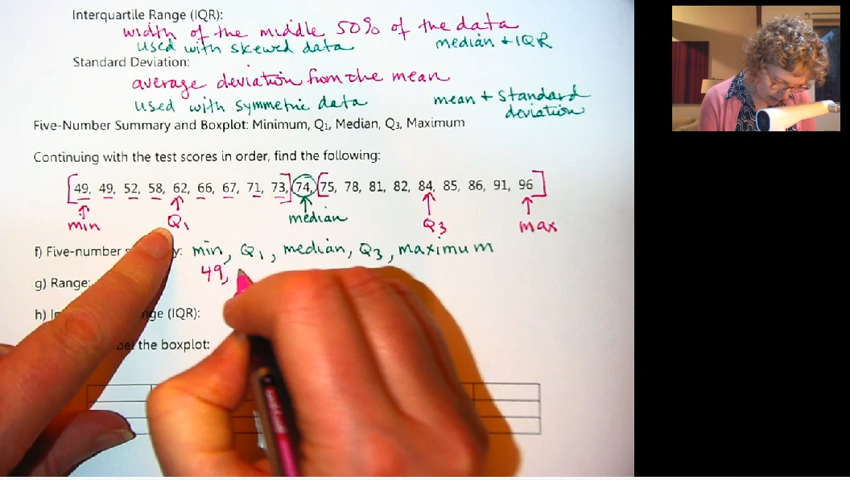 Interquartile Range (IQR):
width of the middle 50% of the data
used with skewed data median + IQR
Standard Deviation:
average deviation from the mean
used with symmetric data mean + standard deviation
Five-Number Summary and Boxplot: Minimum, Q₁, Median, Q₃, Maximum
Continuing with the test scores in order, find the following:
[49, 49, 52, 58, 62, 66, 67, 71, 73,] 74, [75, 78, 81, 82, 84, 85, 86, 91, 96]
min Q₁ median Q₃ max
f) Five-number y: min, Q₁, median, Q₃, maximum
49,
g) Range:
h) ge (IQR):
the boxplot: